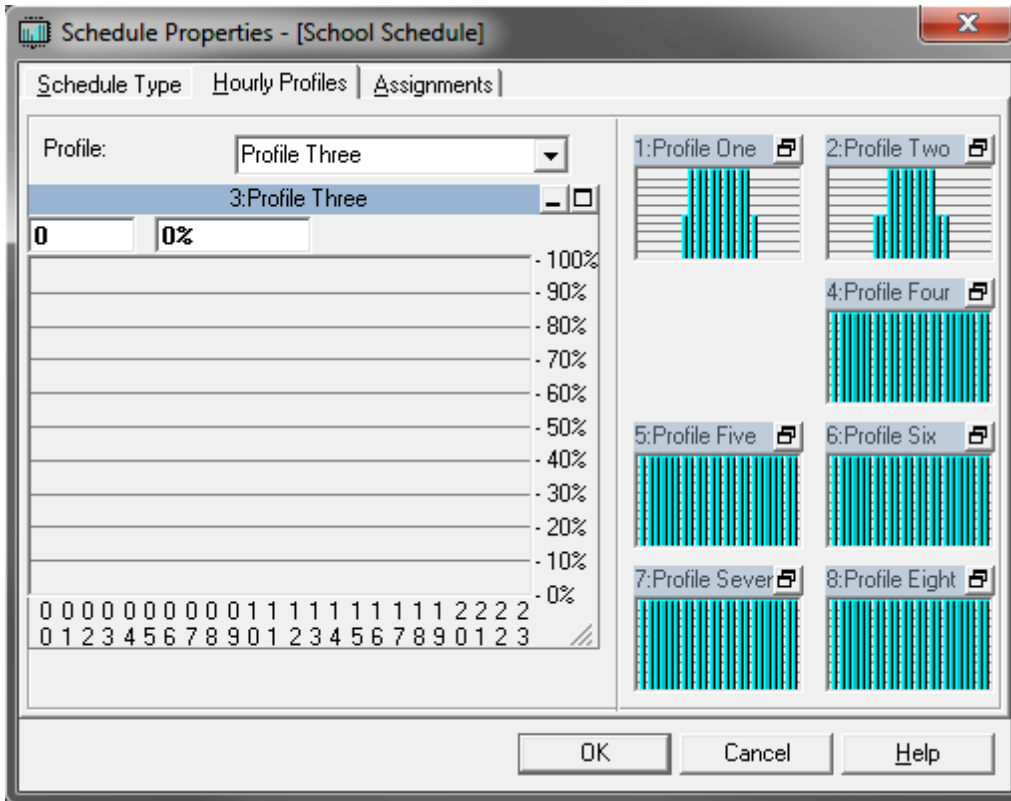 Schedule Properties - [School Schedule]
x
Schedule Type Hourly Profiles Assignments
Profile:
Profile Three
3:Profile Three
0 0%
100%
90%
80%
70%
60%
50%
40%
30%
20%
10%
0%
0 0 0 0 0 0 0 0 0 0 1 1 1 1 1 1 1 1 1 1 2 2 2 2
0 1 2 3 4 5 6 7 8 9 0 1 2 3 4 5 6 7 8 9 0 1 2 3
1:Profile One
2:Profile Two
4:Profile Four
5:Profile Five
6:Profile Six
7:Profile Sever
8:Profile Eight
OK Cancel Help